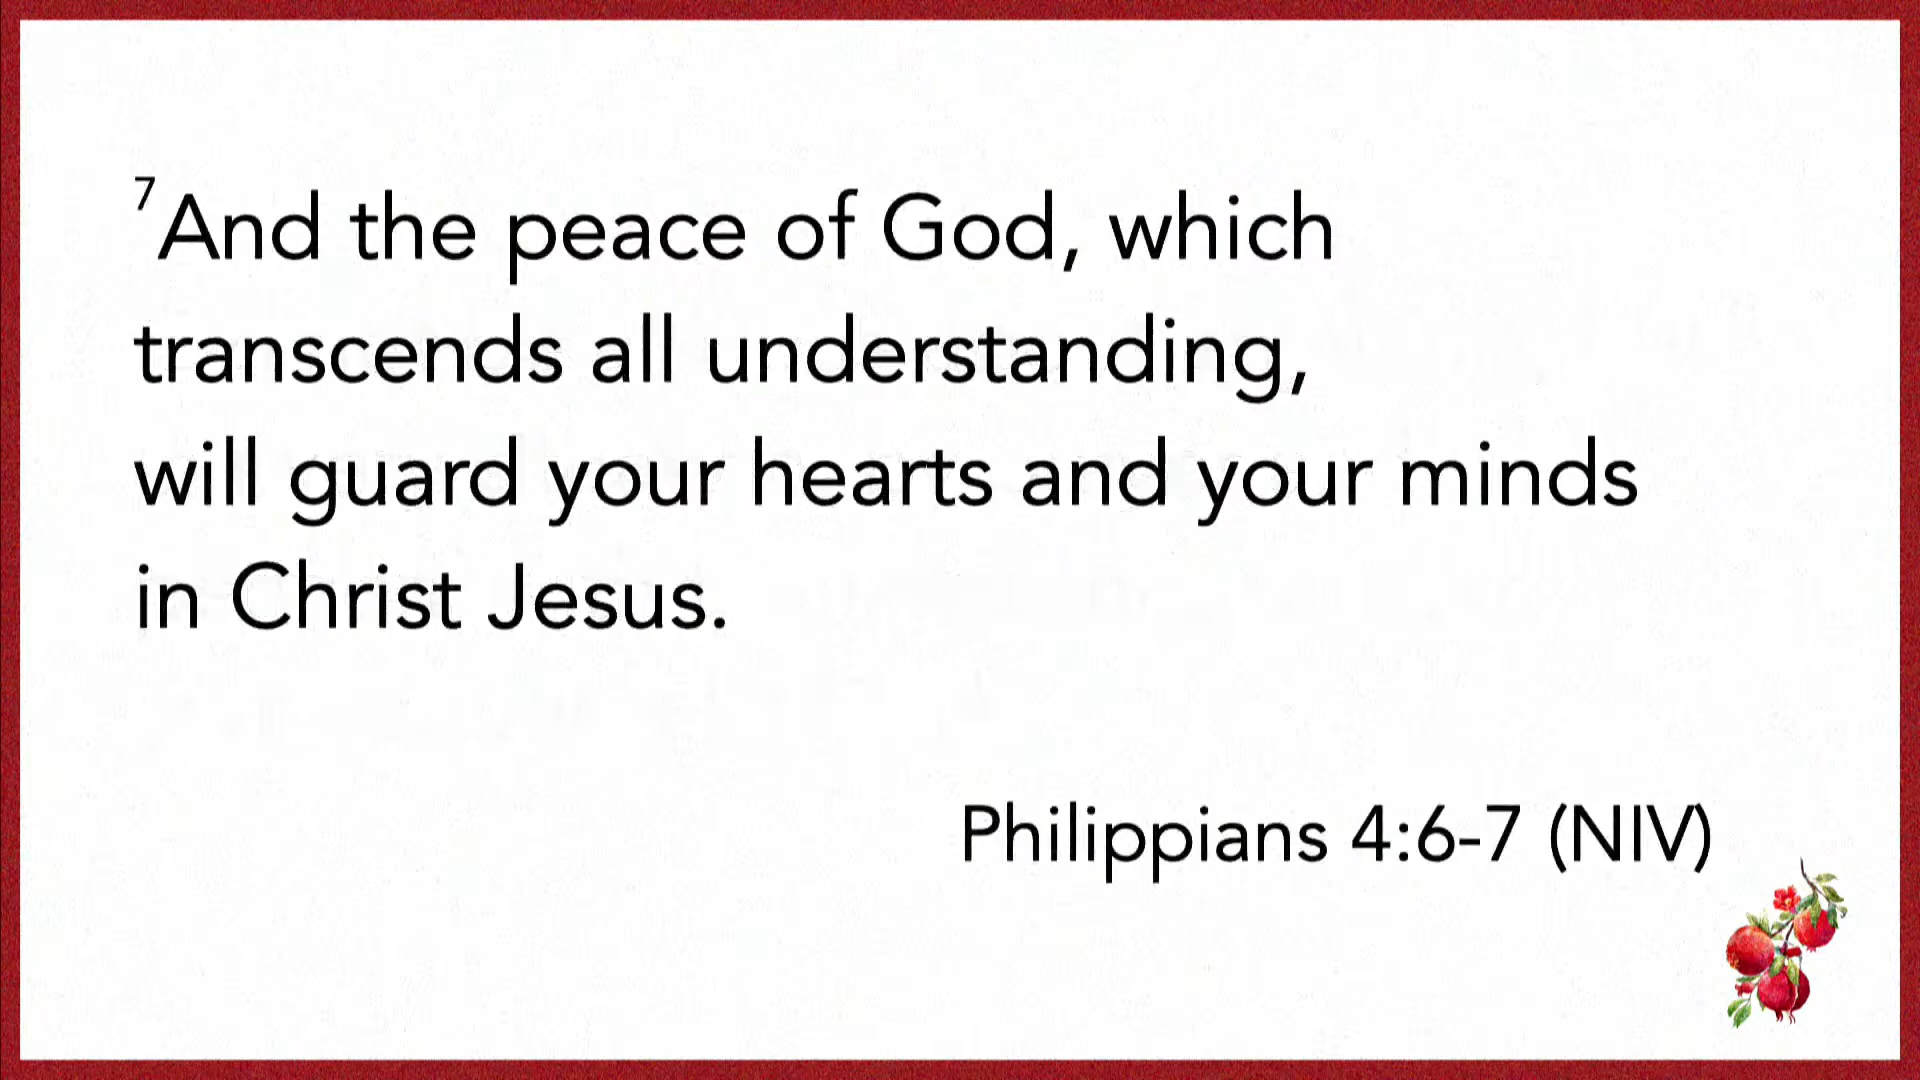 7And the peace of God, which
transcends all understanding,
will guard your hearts and your minds
in Christ Jesus.
Philippians 4:6-7 (NIV)